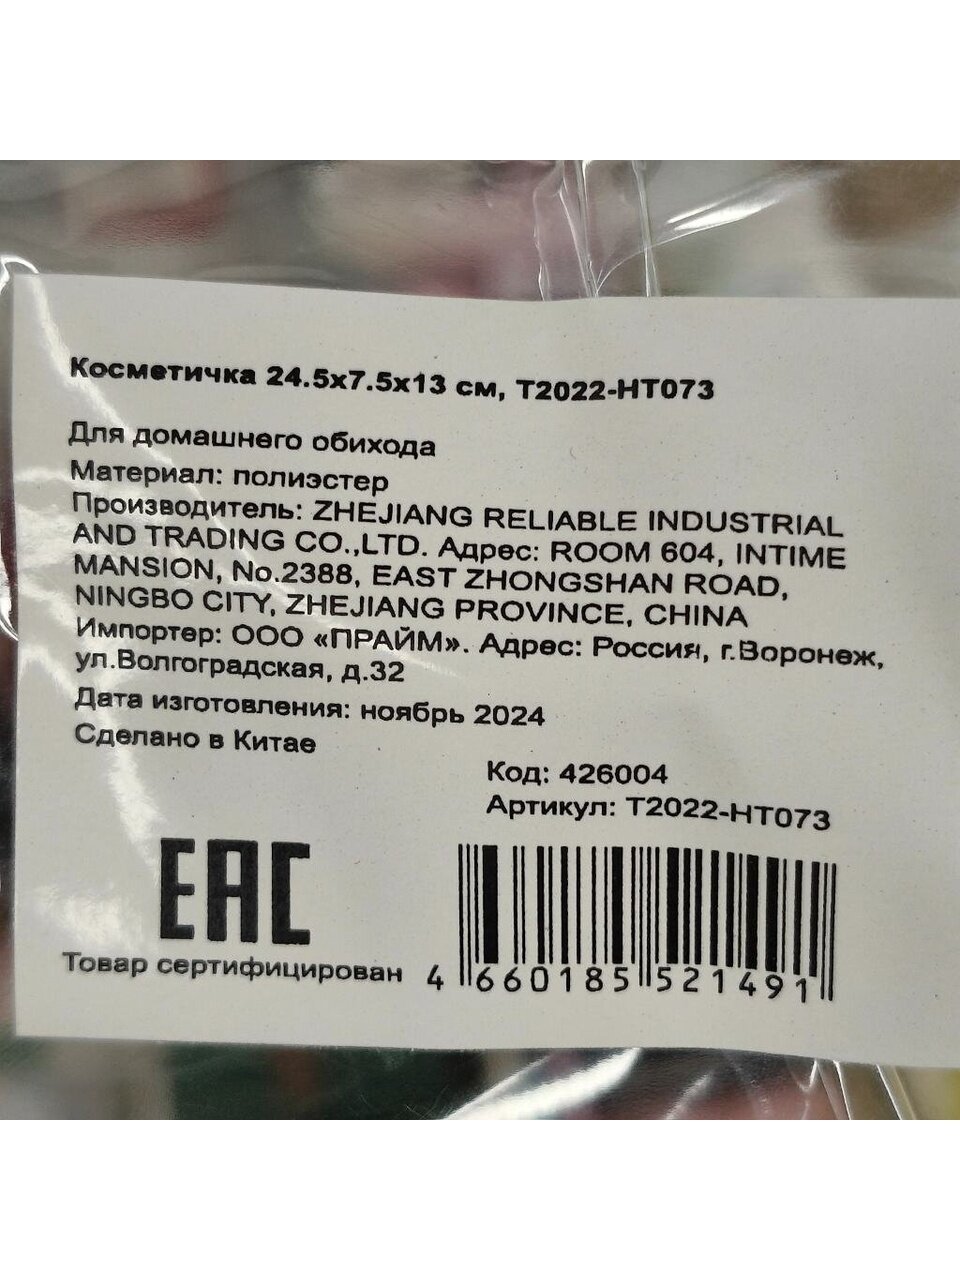 Косметичка 24.5х7.5х13 см, T2022-HT073
Для домашнего обихода
Материал: полиэстер
Производитель: ZHEJIANG RELIABLE INDUSTRIAL
AND TRADING CO.,LTD. Адрес: ROOM 604, INTIME
MANSION, No.2388, EAST ZHONGSHAN ROAD,
NINGBO CITY, ZHEJIANG PROVINCE, CHINA
Импортер: ООО «ПРАЙМ». Адрес: Россия, г.Воронеж,
ул.Волгоградская, д.32
Дата изготовления: ноябрь 2024
Сделано в Китае
Код: 426004
Артикул: T2022-HT073
EAC
Товар сертифицирован
4 660185 521491